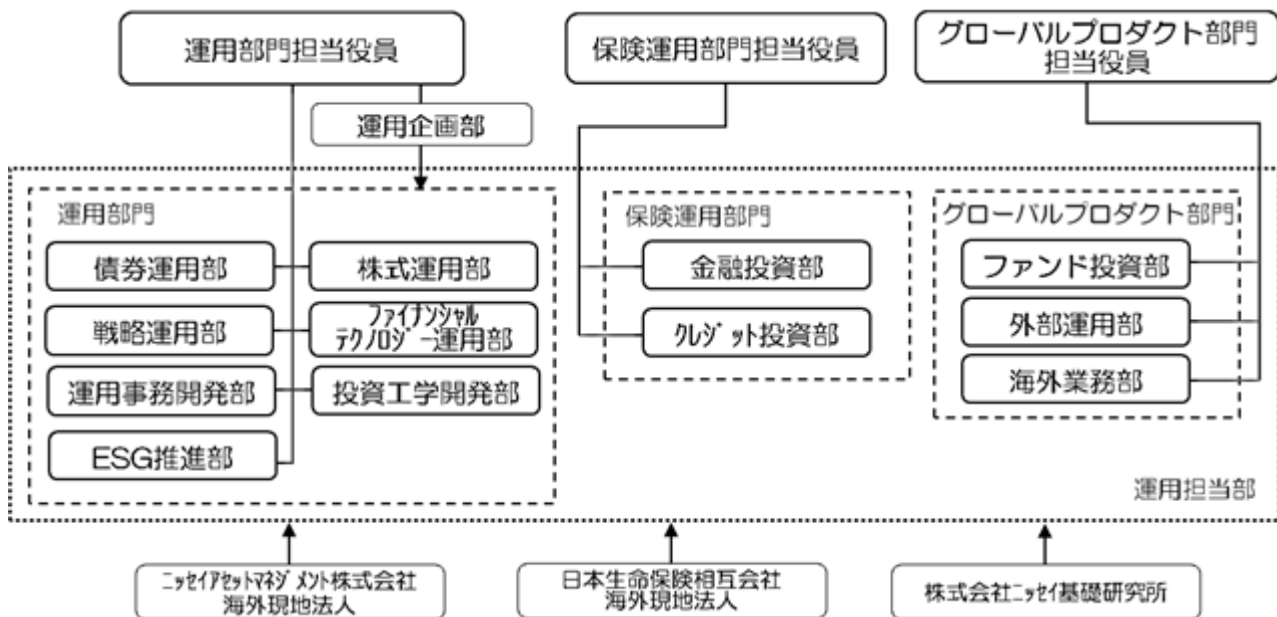 運用部門担当役員
保険運用部門担当役員
グローバルプロダクト部門
担当役員
運用企画部
運用部門
債券運用部
株式運用部
戦略運用部
ファイナンシャル
テクノロジー運用部
運用事務開発部
投資工学開発部
ESG推進部
保険運用部門
金融投資部
クレジット投資部
グローバルプロダクト部門
ファンド投資部
外部運用部
海外業務部
運用担当部
ニッセイアセットマネジメント株式会社
海外現地法人
日本生命保険相互会社
海外現地法人
株式会社ニッセイ基礎研究所